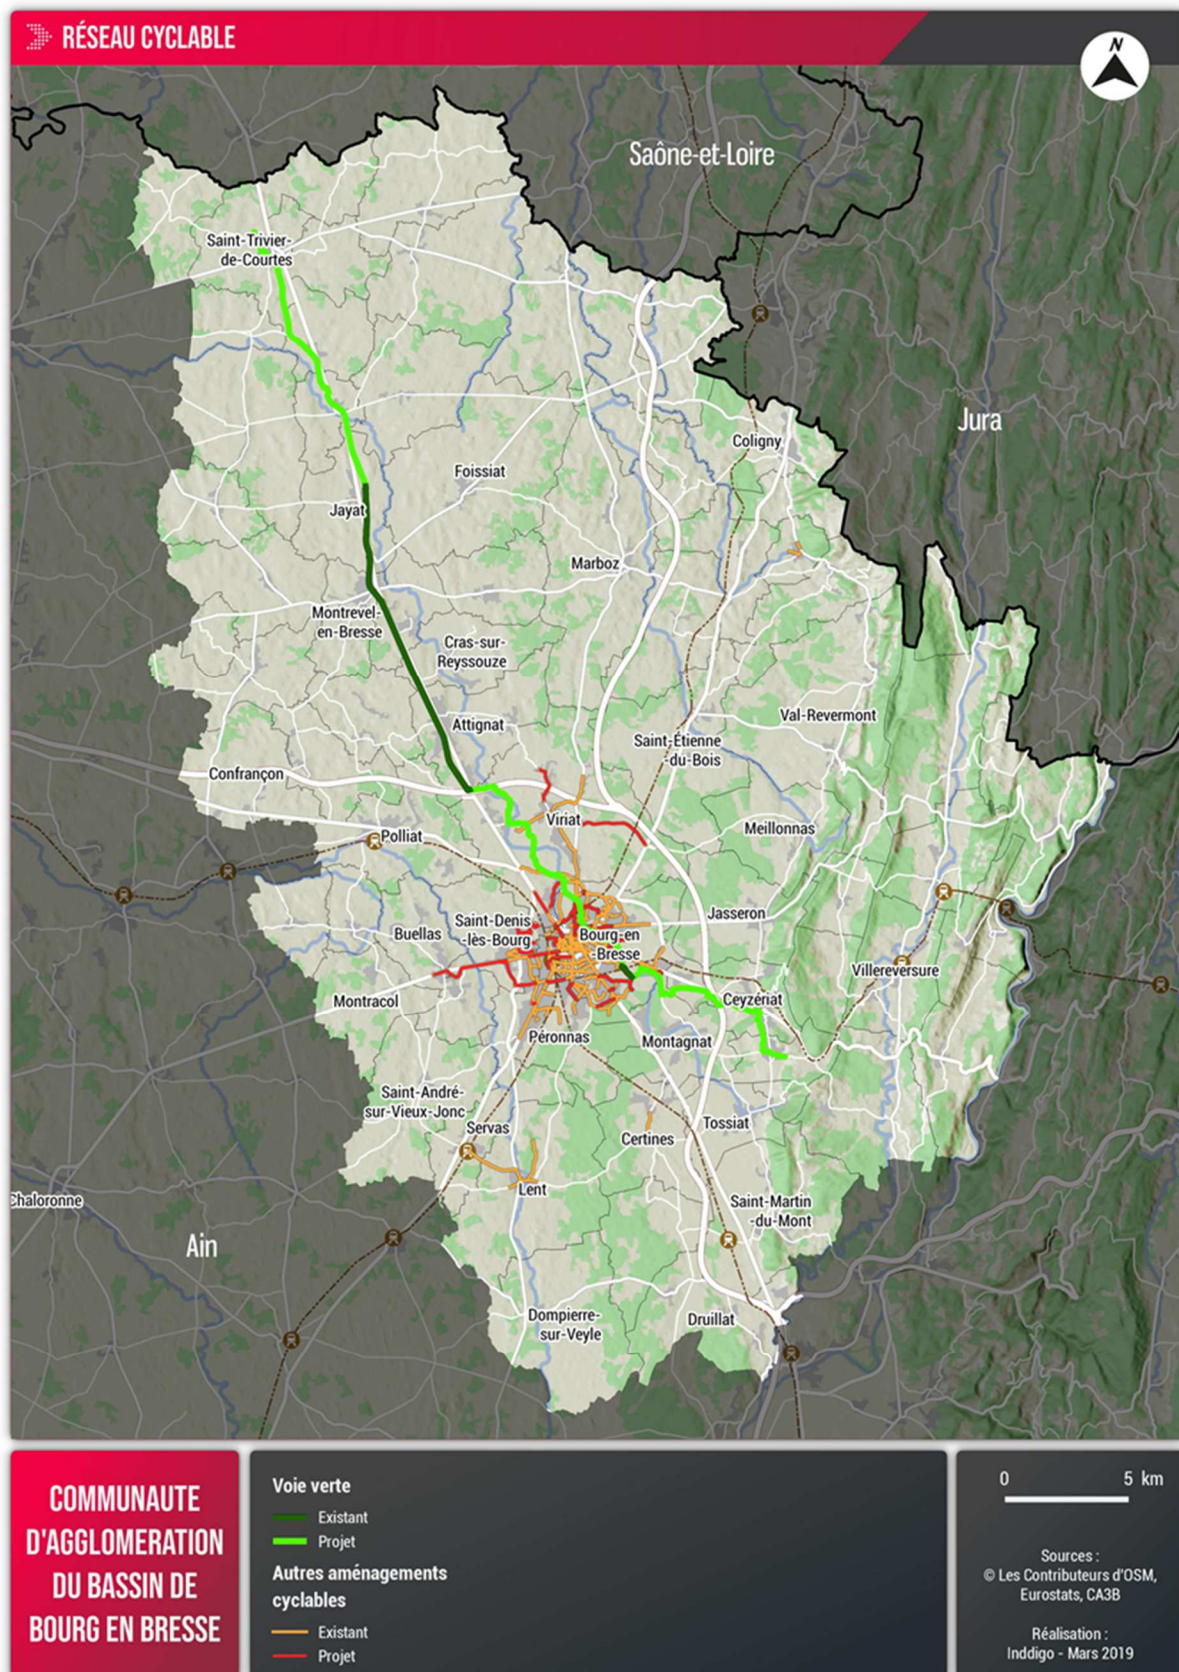 RÉSEAU CYCLABLE
N
Saône-et-Loire
Saint-Trivier-
de-Courtes
Jura
Coligny
Foissiat
Jayat
Marboz
Montrevel-
en-Bresse
Cras-sur-
Reyssouze
Attignat
Val-Revermont
Saint-Étienne
-du-Bois
Confrançon
Viriat
Meillonnas
Polliat
Jasseron
Saint-Denis
-lès-Bourg
Buellas
Bourg-en
-Bresse
Villereversure
Montracol
Ceyzériat
Péronnas
Montagnat
Saint-André-
sur-Vieux-Jonc
Servas
Tossiat
Certines
Lent
Chaloronne
Saint-Martin
-du-Mont
Ain
Dompierre-
sur-Veyle
Druillat
COMMUNAUTE
D'AGGLOMERATION
DU BASSIN DE
BOURG EN BRESSE
Voie verte
Existant
Projet
Autres aménagements
cyclables
Existant
Projet
0 5 km
Sources :
© Les Contributeurs d'OSM,
Eurostats, CA3B
Réalisation :
Inddigo - Mars 2019